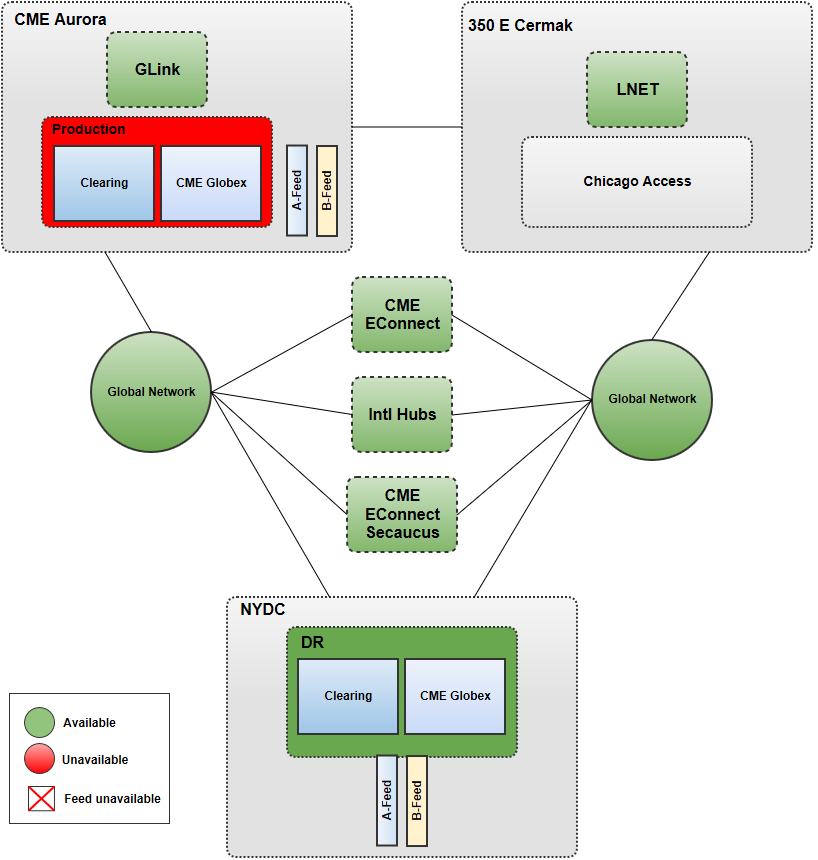 CME Aurora
GLink
Production
Clearing
CME Globex
A-Feed
B-Feed
350 E Cermak
LNET
Chicago Access
CME
EConnect
Global Network
Intl Hubs
Global Network
CME
EConnect
Secaucus
NYDC
DR
Clearing
CME Globex
A-Feed
B-Feed
Available
Unavailable
Feed unavailable